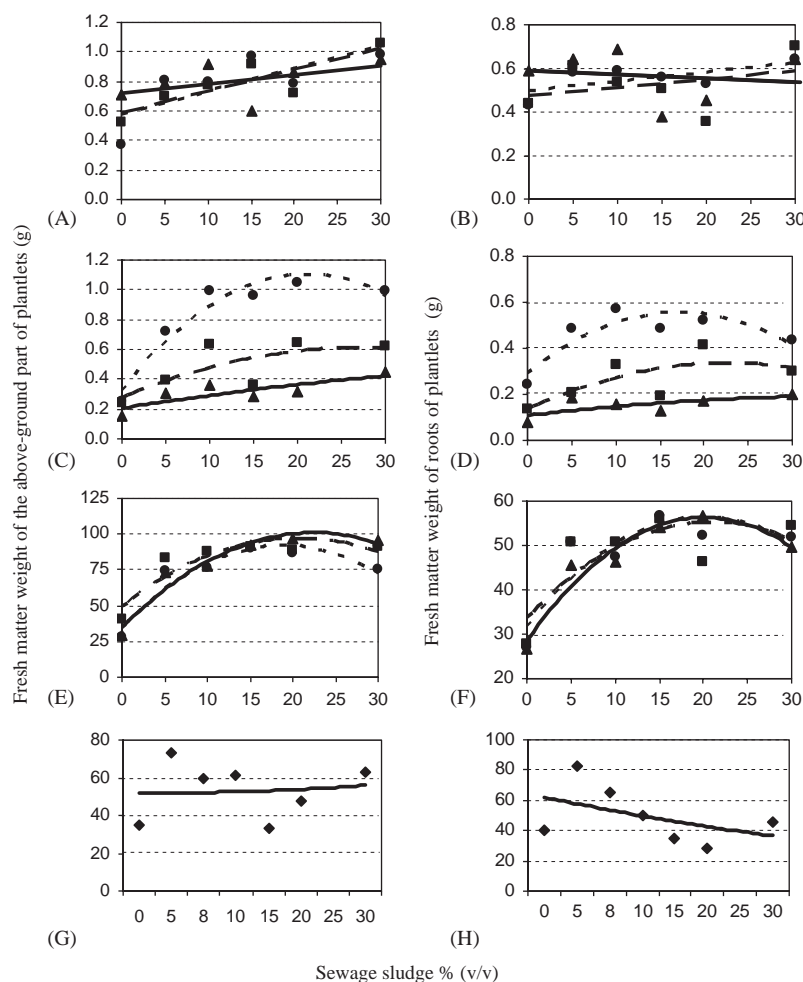 Fresh matter weight of the above-ground part of plantlets (g)
Fresh matter weight of roots of plantlets (g)
1.2
1.0
0.8
0.6
0.4
0.2
0.0
0 5 10 15 20 25 30
(A)
0.8
0.6
0.4
0.2
0.0
0 5 10 15 20 25 30
(B)
1.2
1.0
0.8
0.6
0.4
0.2
0.0
0 5 10 15 20 25 30
(C)
0.8
0.6
0.4
0.2
0.0
0 5 10 15 20 25 30
(D)
125
100
75
50
25
0
0 5 10 15 20 25 30
(E)
60
50
40
30
20
0 5 10 15 20 25 30
(F)
80
60
40
20
0
0 5 8 10 15 20 25 30
(G)
100
80
60
40
20
0
0 5 8 10 15 20 25 30
(H)
Sewage sludge % (v/v)